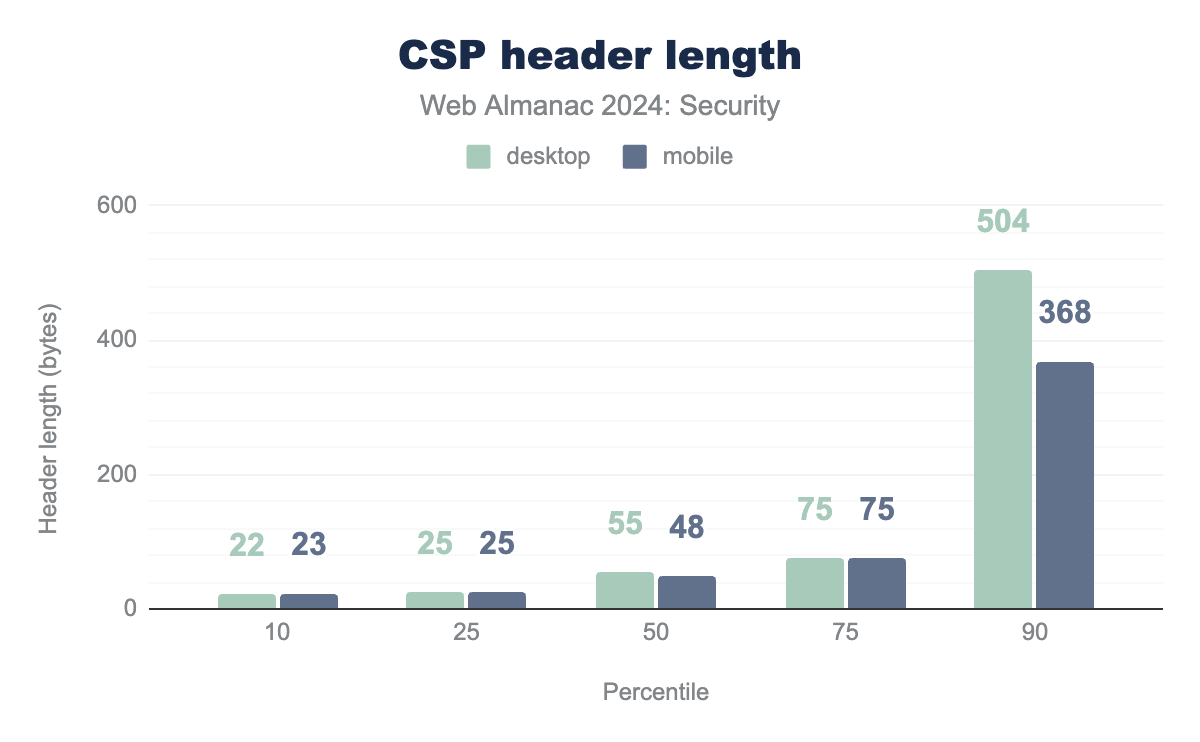 CSP header length
Web Almanac 2024: Security
desktop mobile
Header length (bytes)
600
400
200
0
22 23
25 25
55 48
75 75
504 368
10 25 50 75 90
Percentile